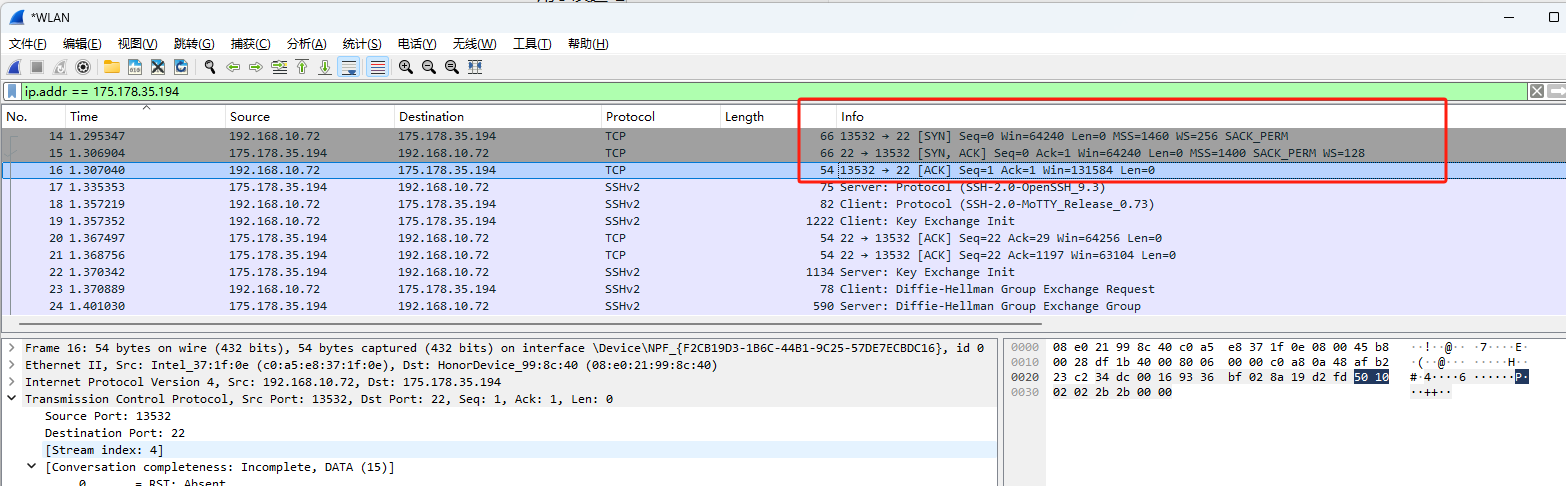 *WLAN
文件(F) 编辑(E) 视图(V) 跳转(G) 捕获(C) 分析(A) 统计(S) 电话(Y) 无线(W) 工具(T) 帮助(H)
ip.addr == 175.178.35.194
No. Time Source Destination Protocol Length Info
14 1.295347 192.168.10.72 175.178.35.194 TCP 66 13532 → 22 [SYN] Seq=0 Win=64240 Len=0 MSS=1460 WS=256 SACK_PERM
15 1.306904 175.178.35.194 192.168.10.72 TCP 66 22 → 13532 [SYN, ACK] Seq=0 Ack=1 Win=64240 Len=0 MSS=1400 SACK_PERM WS=128
16 1.307040 192.168.10.72 175.178.35.194 TCP 54 13532 → 22 [ACK] Seq=1 Ack=1 Win=131584 Len=0
17 1.335353 175.178.35.194 192.168.10.72 SSHv2 75 Server: Protocol (SSH-2.0-OpenSSH_9.3)
18 1.357219 192.168.10.72 175.178.35.194 SSHv2 82 Client: Protocol (SSH-2.0-MoTTY_Release_0.73)
19 1.357352 192.168.10.72 175.178.35.194 SSHv2 1222 Client: Key Exchange Init
20 1.367497 175.178.35.194 192.168.10.72 TCP 54 22 → 13532 [ACK] Seq=22 Ack=29 Win=64256 Len=0
21 1.368756 175.178.35.194 192.168.10.72 TCP 54 22 → 13532 [ACK] Seq=22 Ack=1197 Win=63104 Len=0
22 1.370342 175.178.35.194 192.168.10.72 SSHv2 1134 Server: Key Exchange Init
23 1.370889 192.168.10.72 175.178.35.194 SSHv2 78 Client: Diffie-Hellman Group Exchange Request
24 1.401030 175.178.35.194 192.168.10.72 SSHv2 590 Server: Diffie-Hellman Group Exchange Group
Frame 16: 54 bytes on wire (432 bits), 54 bytes captured (432 bits) on interface \Device\NPF_{F2CB19D3-1B6C-44B1-9C25-57DE7ECBDC16}, id 0
Ethernet II, Src: Intel_37:1f:0e (c0:a5:e8:37:1f:0e), Dst: HonorDevice_99:8c:40 (08:e0:21:99:8c:40)
Internet Protocol Version 4, Src: 192.168.10.72, Dst: 175.178.35.194
Transmission Control Protocol, Src Port: 13532, Dst Port: 22, Seq: 1, Ack: 1, Len: 0
Source Port: 13532
Destination Port: 22
[Stream index: 4]
[Conversation completeness: Incomplete, DATA (15)]
..0. .... = RST: Absent
0000 08 e0 21 99 8c 40 c0 a5 e8 37 1f 0e 08 00 45 b8 ··!··@·· ·7····E·
0010 00 28 df 1b 40 00 80 06 00 00 c0 a8 0a 48 af b2 ·(··@··· ·····H··
0020 23 c2 34 dc 00 16 93 36 bf 02 8a 19 d2 fd 50 10 #·4····6 ······P·
0030 02 02 2b 2b 00 00 ··++··